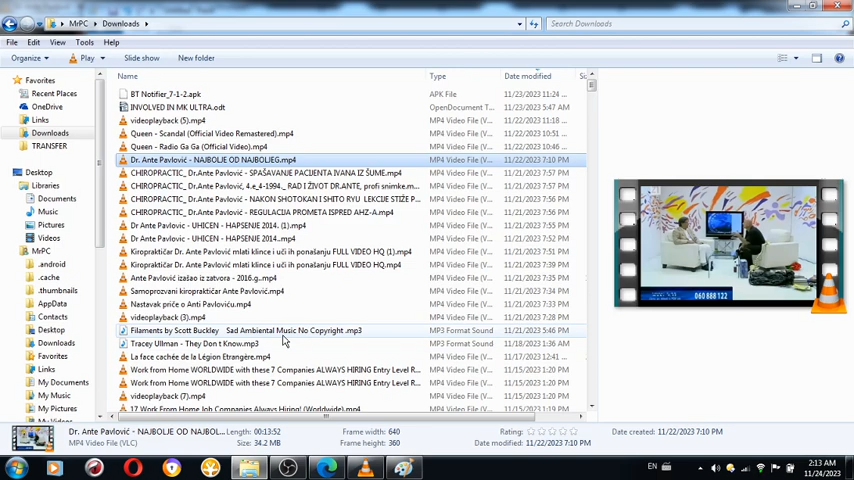 MrPC ▸ Downloads ▸
Search Downloads
File Edit View Tools Help
Organize Play Slide show New folder
Name Type Date modified
Favorites
Recent Places
OneDrive
Links
Downloads
TRANSFER
Desktop
Libraries
Documents
Music
Pictures
Videos
MrPC
.android
.cache
.thumbnails
AppData
Contacts
Desktop
Downloads
Favorites
Links
My Documents
My Music
My Pictures
BT Notifier_7-1-2.apk APK File 11/23/2023 11:24 ...
INVOLVED IN MK ULTRA.odt OpenDocument T... 11/23/2023 5:47 AM
videoplayback (5).mp4 MP4 Video File (V... 11/22/2023 11:18 ...
Queen - Scandal (Official Video Remastered).mp4 MP4 Video File (V... 11/22/2023 10:59 ...
Queen - Radio Ga Ga (Official Video).mp4 MP4 Video File (V... 11/22/2023 10:46 ...
Dr. Ante Pavlović - NAJBOLJE OD NAJBOLJEG.mp4 MP4 Video File (V... 11/22/2023 7:10 PM
CHIROPRACTIC_ Dr.Ante Pavlović - SPAŠAVANJE PACIJENTA IVANA IZ ŠUME.mp4 MP4 Video File (V... 11/21/2023 7:57 PM
CHIROPRACTIC_ Dr.Ante Pavlović, 4.e_4-1994._ RAD I ŽIVOT DR.ANTE, profi snimke.m... MP4 Video File (V... 11/21/2023 7:57 PM
CHIROPRACTIC_ Dr.Ante Pavlović - NAKON SHOTOKAN I SHITO RYU LEKCIJE STIŽE P... MP4 Video File (V... 11/21/2023 7:57 PM
CHIROPRACTIC_ Dr.Ante Pavlović - REGULACIJA PROMETA ISPRED AHZ-A.mp4 MP4 Video File (V... 11/21/2023 7:57 PM
Dr Ante Pavlovic - UHICEN - HAPSENJE 2014. (1).mp4 MP4 Video File (V... 11/21/2023 7:42 PM
Dr Ante Pavlovic - UHICEN - HAPSENJE 2014..mp4 MP4 Video File (V... 11/21/2023 7:42 PM
Kiropraktičar Dr. Ante Pavlović mlati klince i uči ih ponašanju FULL VIDEO HQ (1).mp4 MP4 Video File (V... 11/21/2023 7:41 PM
Kiropraktičar Dr. Ante Pavlović mlati klince i uči ih ponašanju FULL VIDEO HQ.mp4 MP4 Video File (V... 11/21/2023 7:41 PM
Ante Pavlović izašao iz zatvora - 2016.g..mp4 MP4 Video File (V... 11/21/2023 7:35 PM
Samoprozvani kiropraktičar Ante Pavlović.mp4 MP4 Video File (V... 11/21/2023 7:34 PM
Nastavak priče o Anti Pavloviću.mp4 MP4 Video File (V... 11/21/2023 7:34 PM
videoplayback (3).mp4 MP4 Video File (V... 11/21/2023 7:10 PM
Filaments by Scott Buckley Sad Ambiental Music No Copyright .mp3 MP3 Format Sound 11/21/2023 5:46 PM
Tracey Ullman - They Don t Know.mp3 MP3 Format Sound 11/18/2023 1:36 AM
La face cachée de la Légion Etrangère.mp4 MP4 Video File (V... 11/17/2023 12:41 ...
Work from Home WORLDWIDE with these 7 Companies ALWAYS HIRING Entry Level R... MP4 Video File (V... 11/15/2023 1:20 PM
Work from Home WORLDWIDE with these 7 Companies ALWAYS HIRING Entry Level R... MP4 Video File (V... 11/15/2023 1:20 PM
videoplayback (7).mp4 MP4 Video File (V... 11/15/2023 1:20 PM
17 Work From Home Job Companies Always Hiring! (Worldwide).mp4 MP4 Video File (V... 11/15/2023 1:19 PM
060 888 122
Dr. Ante Pavlović - NAJBOLJE OD NAJBOL... Length: 00:13:52 Frame width: 640 Rating: Date created: 11/22/2023 7:10 PM
MP4 Video File (VLC) Size: 34.2 MB Frame height: 360 Date modified: 11/22/2023 7:10 PM
EN
2:13 AM
11/24/2023